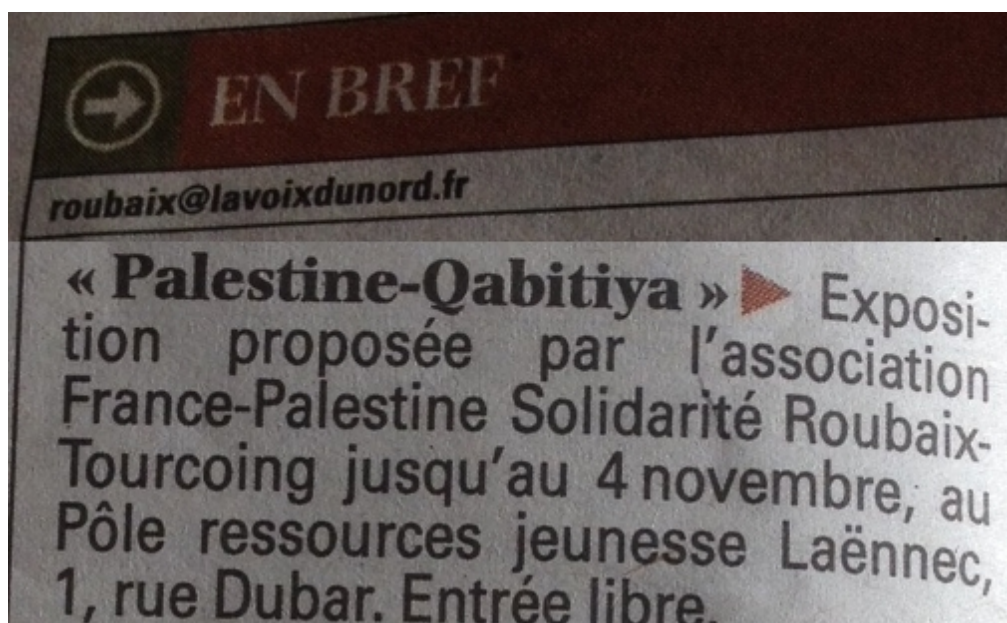 EN BREF
roubaix@lavoixdunord.fr
« Palestine-Qabitiya » ▶ Exposi-
tion proposée par l'association
France-Palestine Solidarité Roubaix-
Tourcoing jusqu'au 4 novembre, au
Pôle ressources jeunesse Laënnec,
1, rue Dubar. Entrée libre.